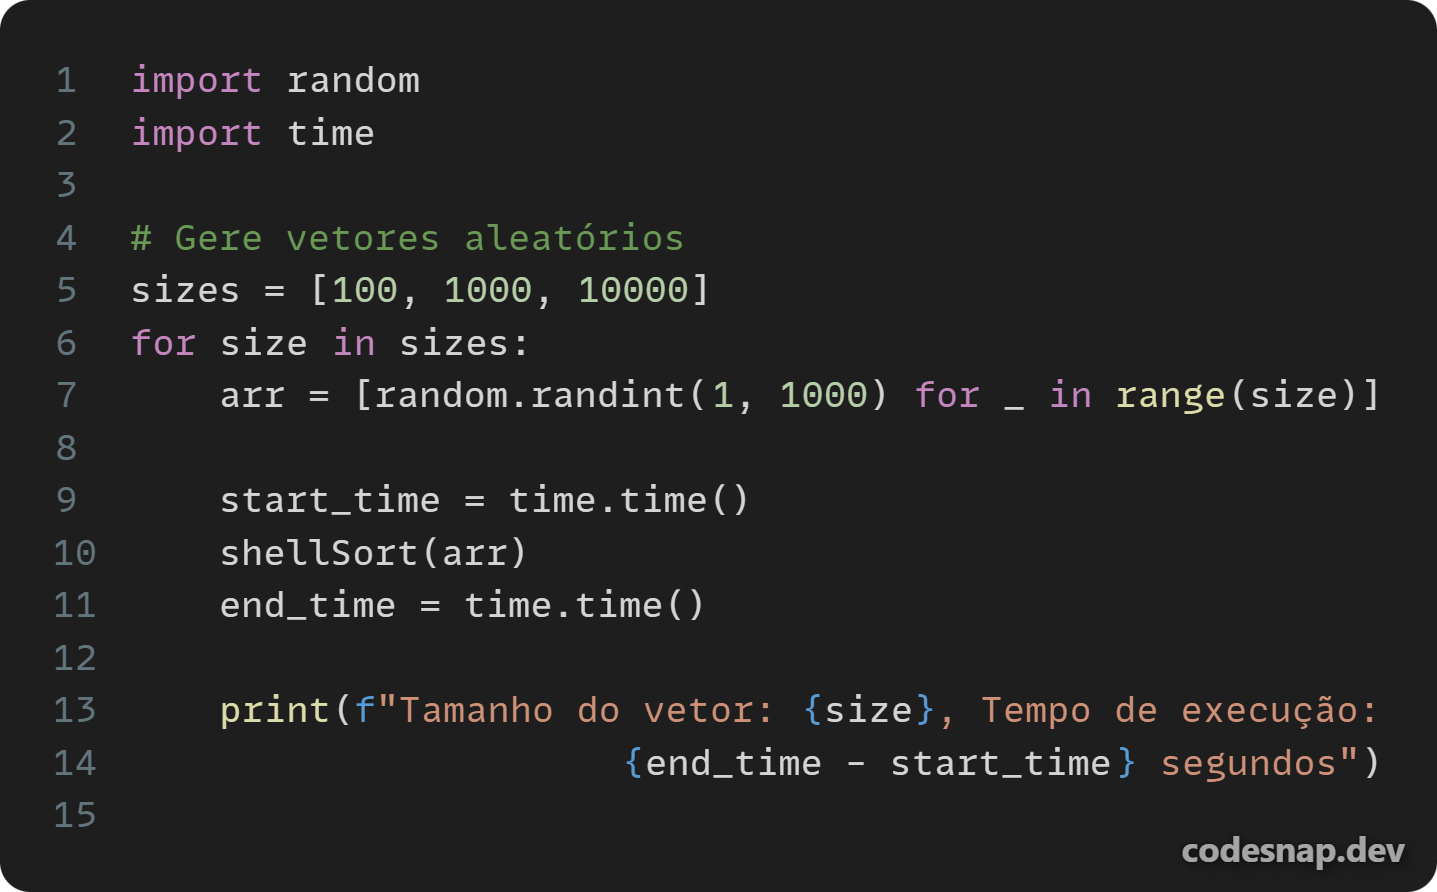 1 import random
2 import time
3
4 # Gere vetores aleatórios
5 sizes = [100, 1000, 10000]
6 for size in sizes:
7     arr = [random.randint(1, 1000) for _ in range(size)]
8
9     start_time = time.time()
10     shellSort(arr)
11     end_time = time.time()
12
13     print(f"Tamanho do vetor: {size}, Tempo de execução:
14                       {end_time - start_time} segundos")
15
codesnap.dev